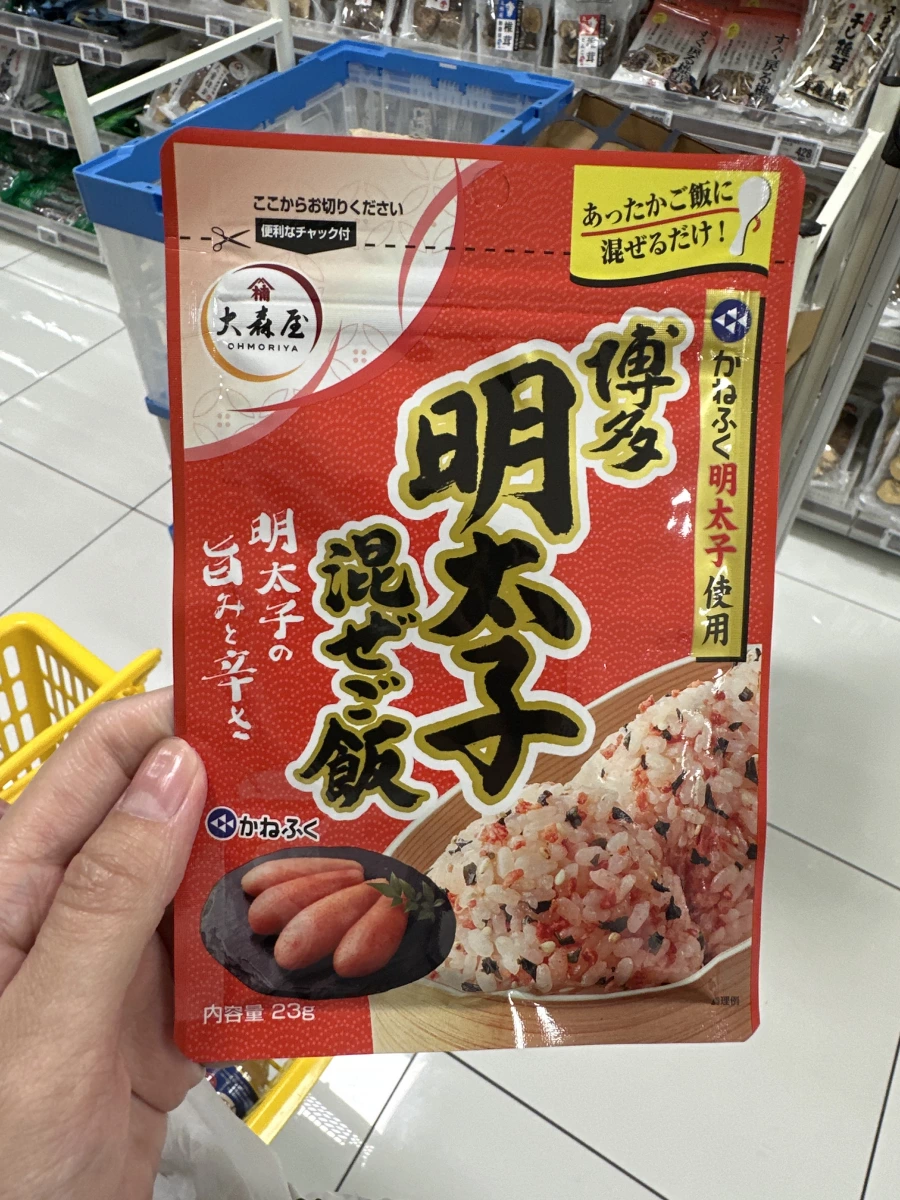 ここからお切りください
便利なチャック付
あったかご飯に
混ぜるだけ！
大森屋
OHMORIYA
かねふく明太子使用
博多
明太子
混ぜご飯
明太子の
旨みと辛さ
かねふく
内容量 23g
調理例